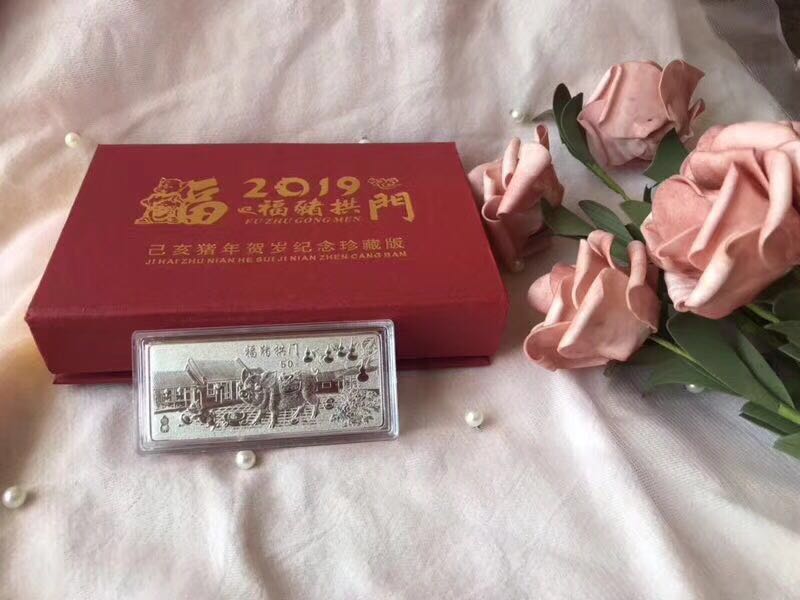 福 2019
福豬拱門
FU ZHU GONG MEN
己亥猪年贺岁纪念珍藏版
JI HAI ZHU NIAN HE SUI JI NIAN ZHEN CANG BAN
福猪拱门
50